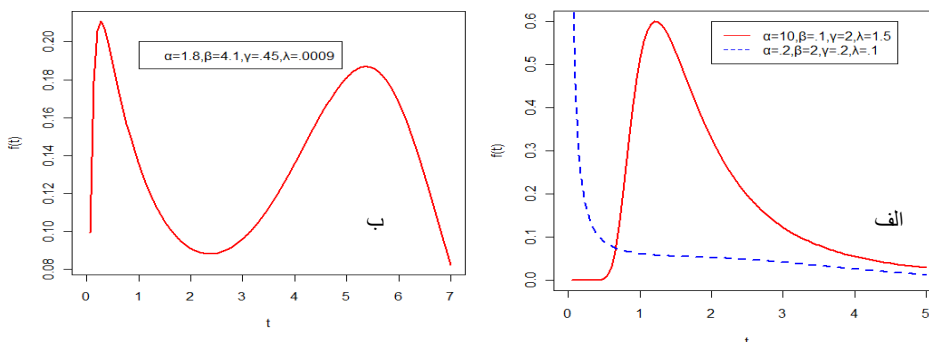 α=1.8,β=4.1,γ=.45,λ=.0009
f(t)
0.08 0.10 0.12 0.14 0.16 0.18 0.20
ب
0 1 2 3 4 5 6 7
t
α=10,β=.1,γ=2,λ=1.5
α=.2,β=2,γ=.2,λ=.1
f(t)
0.0 0.1 0.2 0.3 0.4 0.5 0.6
الف
0 1 2 3 4 5
t